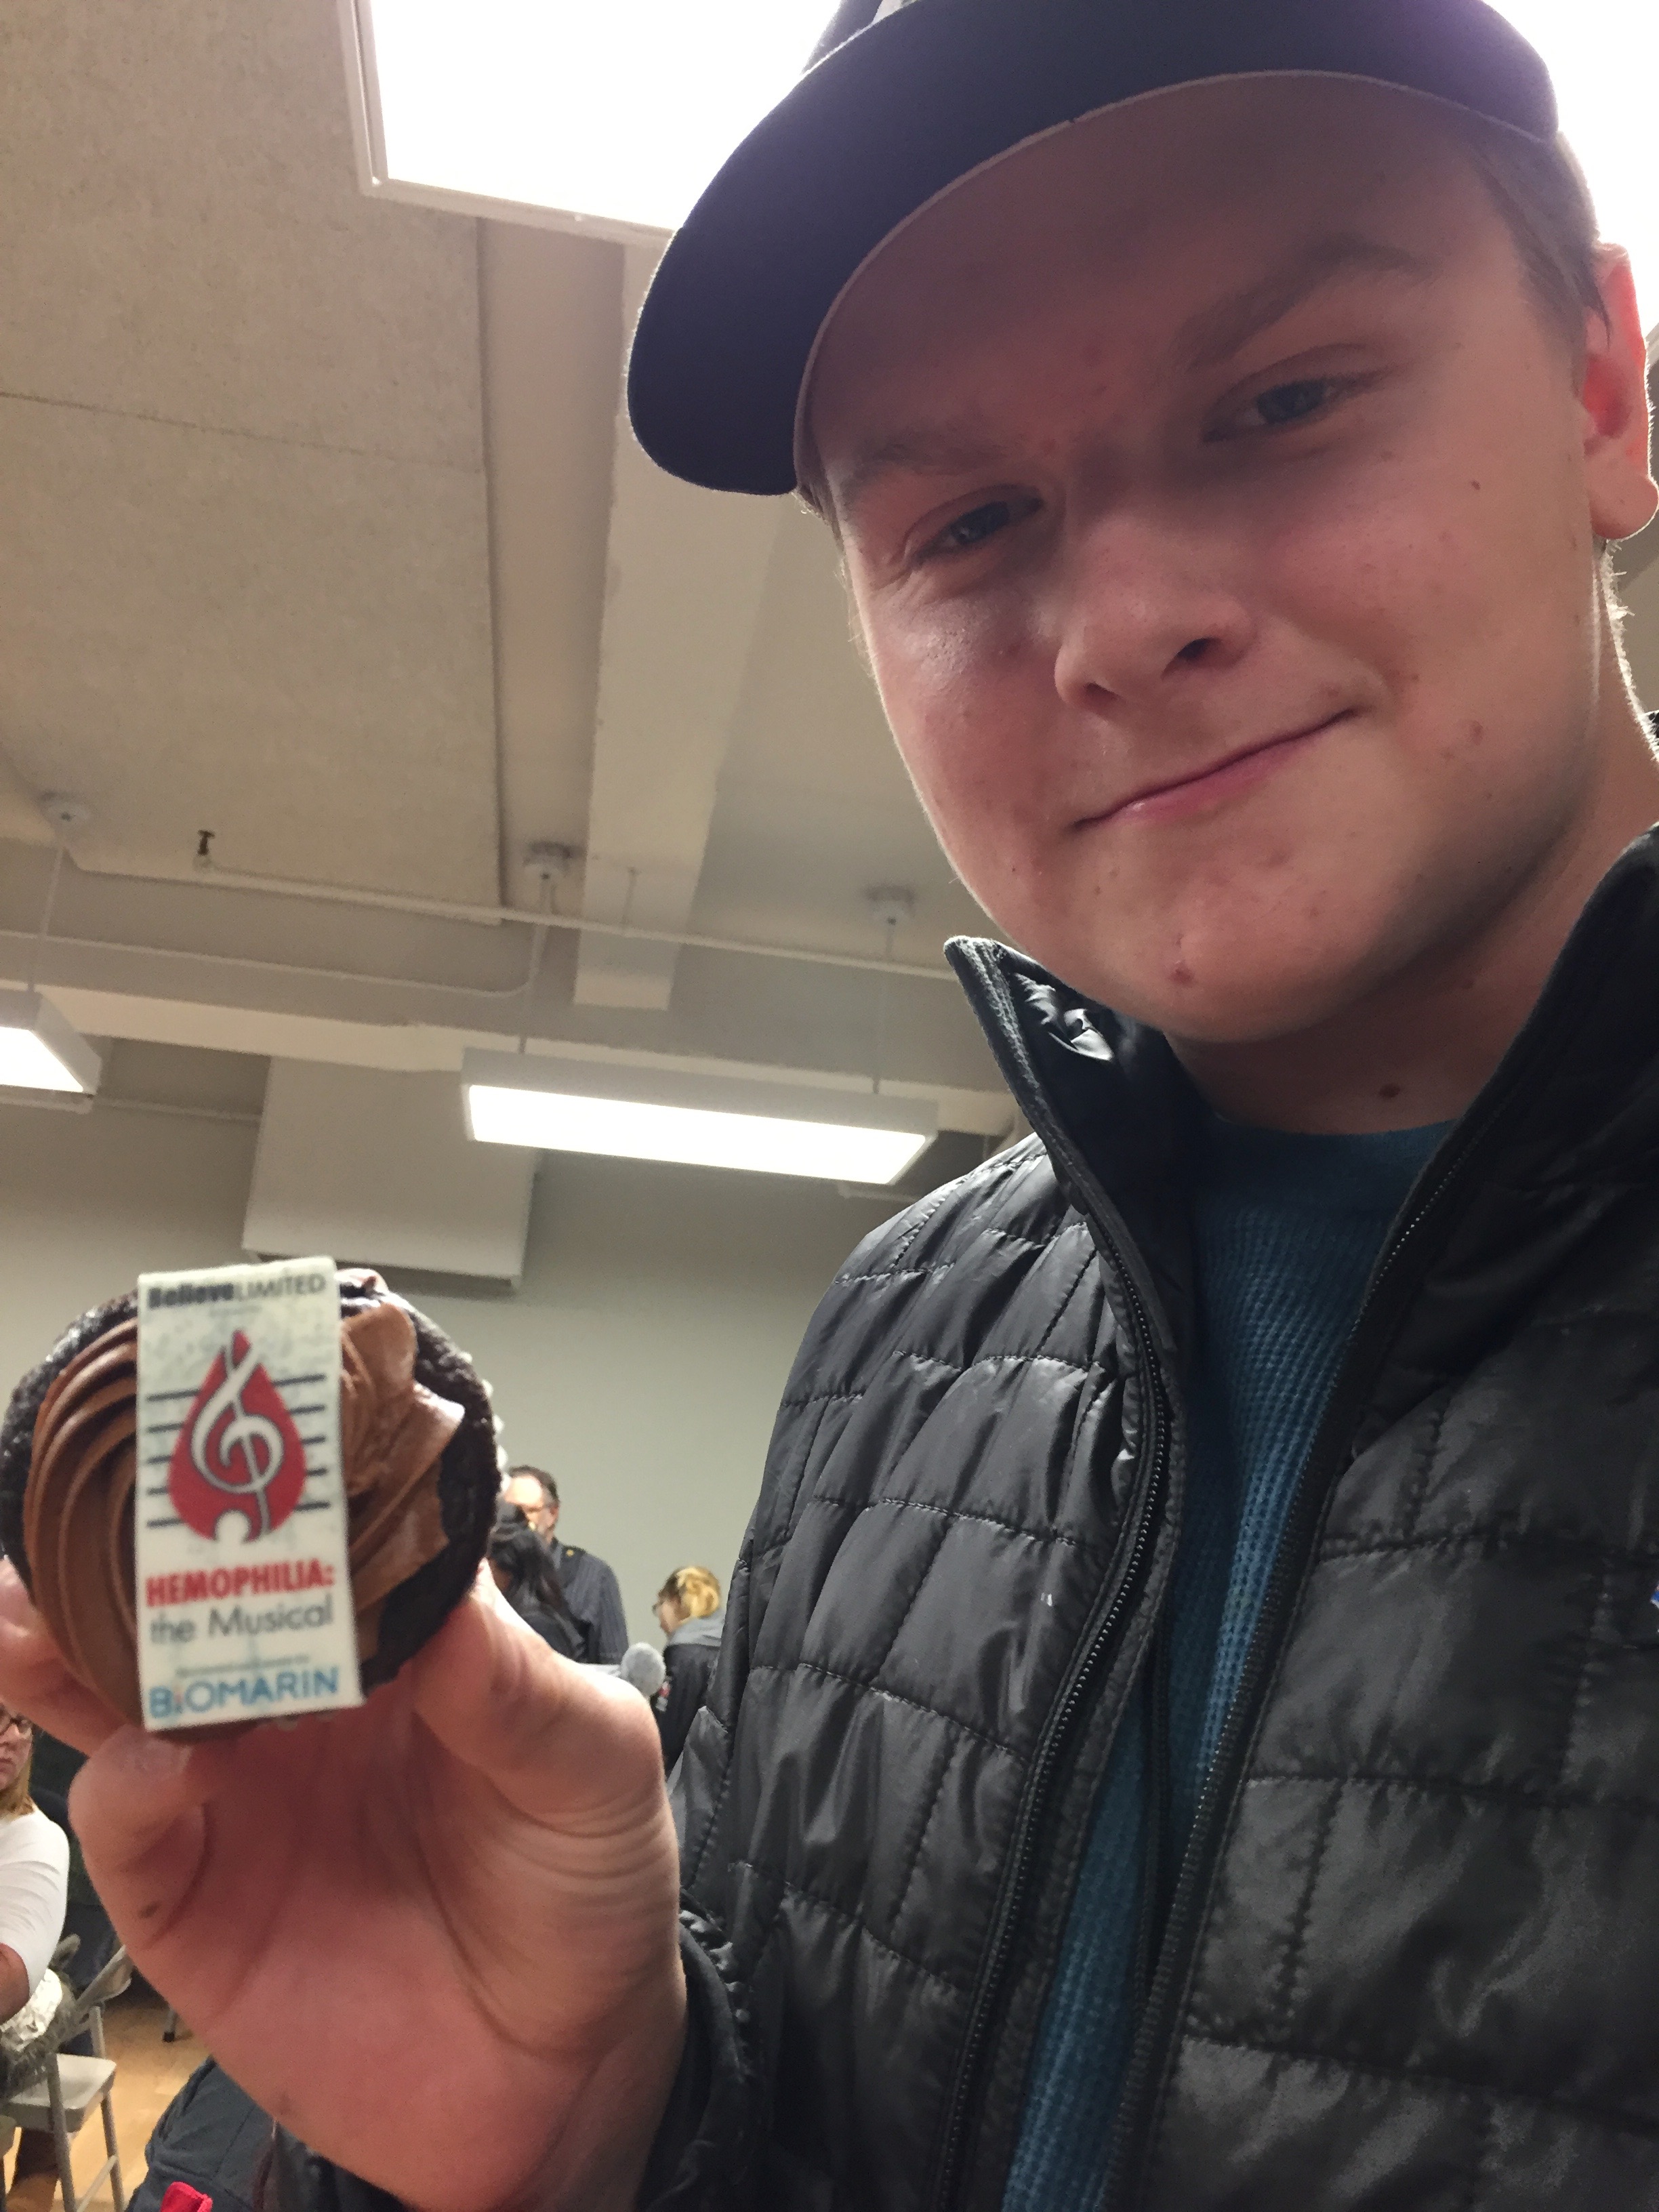 BelieveLIMITED
HEMOPHILIA:
the Musical
BIOMARIN